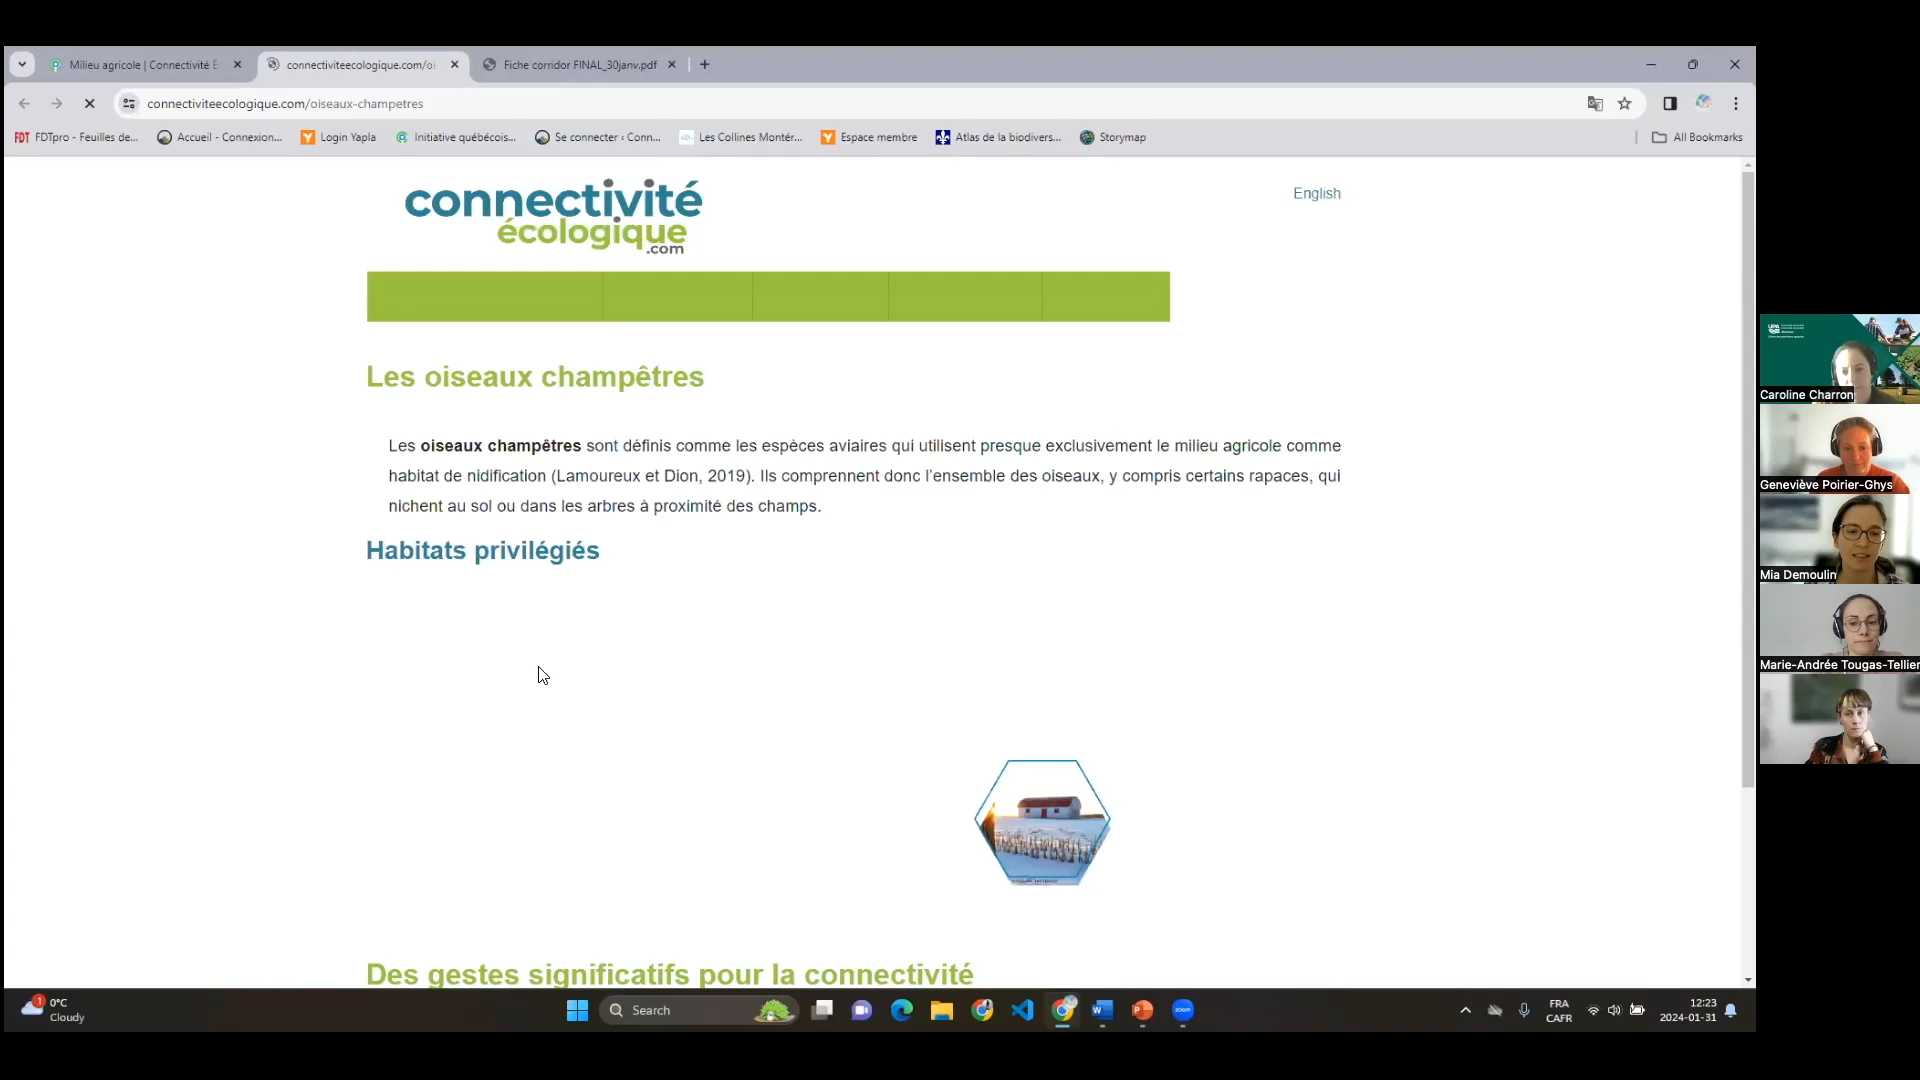 Milieu agricole | Connectivité É
connectiviteecologique.com/oi
Fiche corridor FINAL_30janv.pdf
connectiviteecologique.com/oiseaux-champetres
FDT FDTpro - Feuilles de...
Accueil - Connexion...
Login Yapla
Initiative québécois...
Se connecter ‹ Conn...
Les Collines Montér...
Espace membre
Atlas de la biodivers...
Storymap
All Bookmarks
connectivité
écologique
.com
English
Les oiseaux champêtres
Les oiseaux champêtres sont définis comme les espèces aviaires qui utilisent presque exclusivement le milieu agricole comme
habitat de nidification (Lamoureux et Dion, 2019). Ils comprennent donc l’ensemble des oiseaux, y compris certains rapaces, qui
nichent au sol ou dans les arbres à proximité des champs.
Habitats privilégiés
Des gestes significatifs pour la connectivité
UPA
Caroline Charron
Geneviève Poirier-Ghys
Mia Demoulin
Marie-Andrée Tougas-Tellier
1
0°C
Cloudy
Search
zoom
FRA
CAFR
12:23
2024-01-31